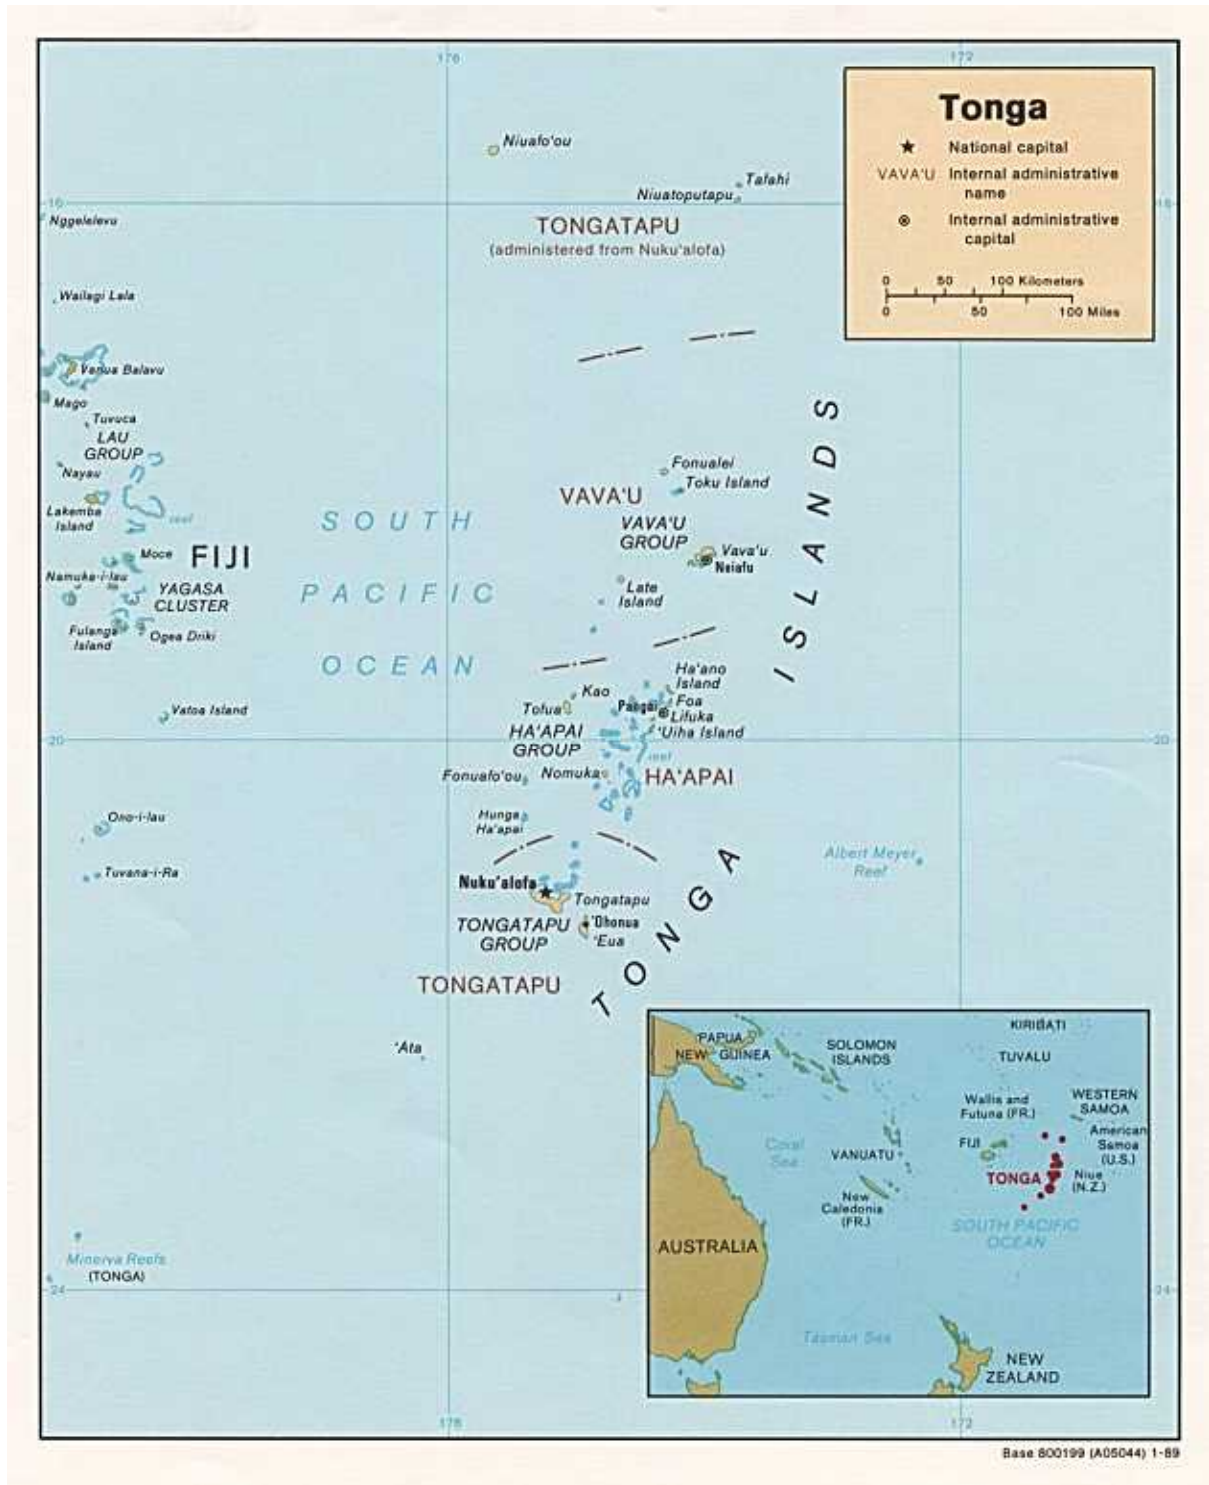 176
172
Tonga
National capital
VAVA'U Internal administrative
name
Internal administrative
capital
0 50 100 Kilometers
0 50 100 Miles
Niuafo'ou
Tafahi
Niuatoputapu
16
16
TONGATAPU
(administered from Nuku'alofa)
Nggelelevu
Wailagi Lala
Vanua Balavu
Mago
Tuvuca
LAU
GROUP
Nayau
Lakemba
Island
reef
Moce
FIJI
Namuka-i-lau
YAGASA
CLUSTER
Fulanga
Island
Ogea Driki
Vatoa Island
SOUTH
PACIFIC
OCEAN
Fonualei
Toku Island
VAVA'U
VAVA'U
GROUP
Vava'u
Neiafu
Late
Island
TONGA ISLANDS
Ha'ano
Island
Kao
Foa
Tofua
Pangai
Lifuka
'Uiha Island
HA'APAI
GROUP
20
20
reef
Fonuafo'ou
Nomuka
HA'APAI
Hunga
Ha'apai
Ono-i-lau
Tuvana-i-Ra
Albert Meyer
Reef
Nuku'alofa
Tongatapu
TONGATAPU
GROUP
'Ohonua
'Eua
TONGATAPU
'Ata
Minerva Reefs
(TONGA)
24
24
KIRIBATI
PAPUA
NEW GUINEA
SOLOMON
ISLANDS
TUVALU
Wallis and
Futuna (FR.)
WESTERN
SAMOA
American
Samoa
(U.S.)
FIJI
Coral
Sea
VANUATU
TONGA
Niue
(N.Z.)
New
Caledonia
(FR.)
SOUTH PACIFIC
OCEAN
AUSTRALIA
Tasman Sea
NEW
ZEALAND
176
172
Base 800199 (A05044) 1-89